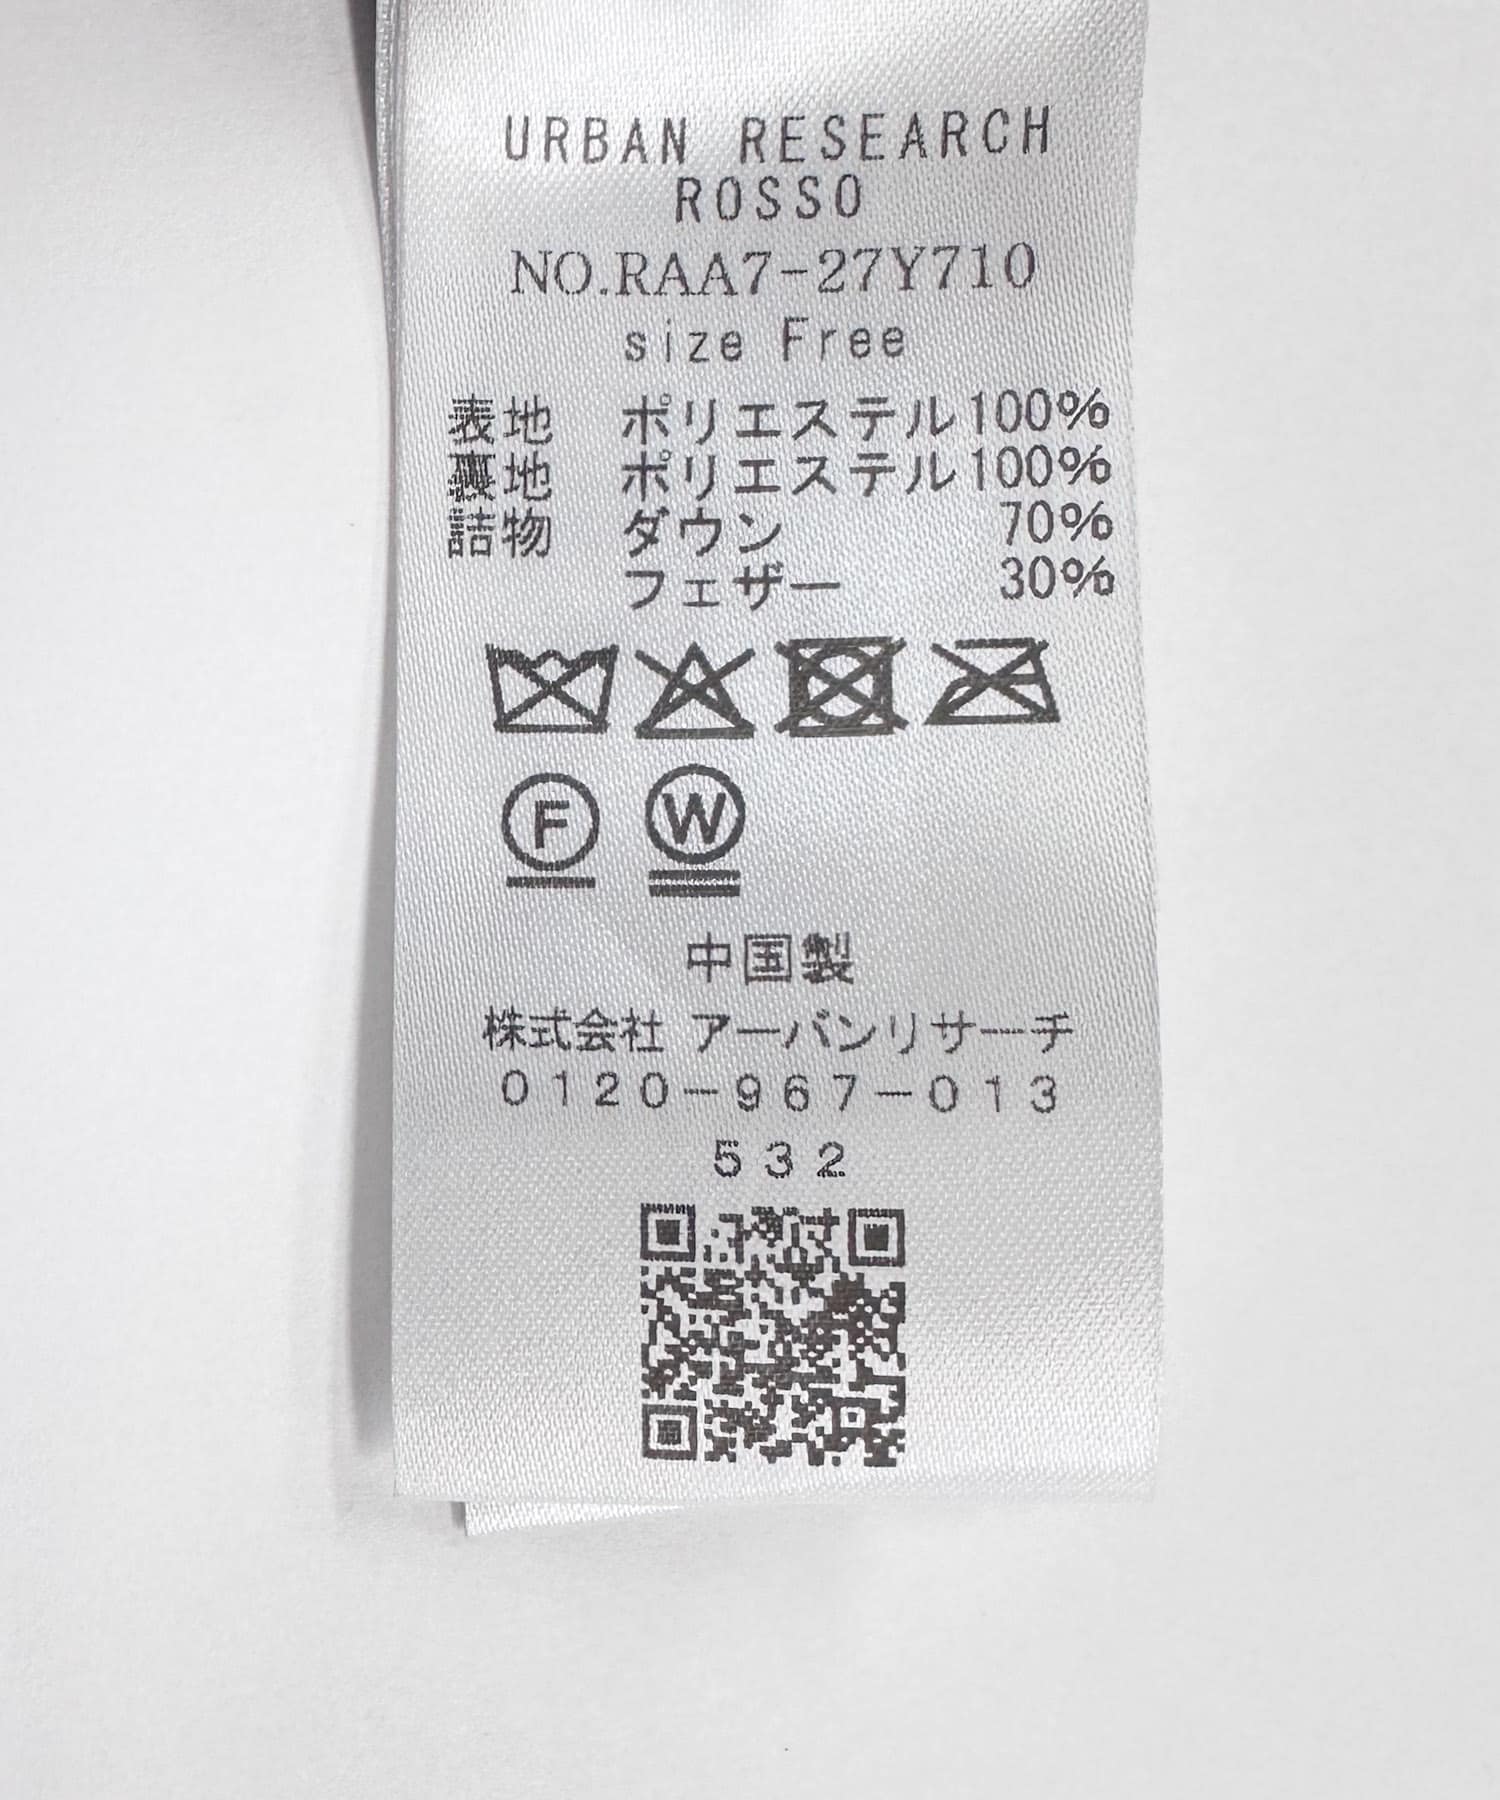 URBAN RESEARCH
ROSSO
NO.RAA7-27Y710
size Free
表地 ポリエステル100%
裏地 ポリエステル100%
詰物 ダウン 70%
フェザー 30%
F W
中国製
株式会社 アーバンリサーチ
0120-967-013
532